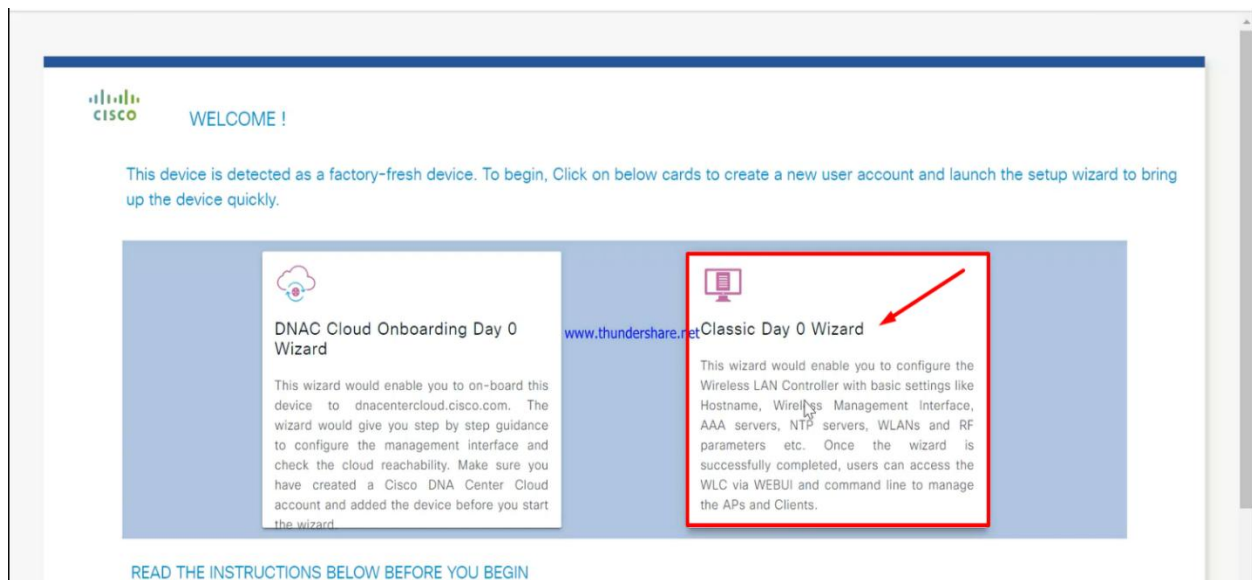 CISCO
WELCOME !
This device is detected as a factory-fresh device. To begin, Click on below cards to create a new user account and launch the setup wizard to bring
up the device quickly.
DNAC Cloud Onboarding Day 0
Wizard
This wizard would enable you to on-board this
device to dnacentercloud.cisco.com. The
wizard would give you step by step guidance
to configure the management interface and
check the cloud reachability. Make sure you
have created a Cisco DNA Center Cloud
account and added the device before you start
the wizard.
www.thundershare.net
Classic Day 0 Wizard
This wizard would enable you to configure the
Wireless LAN Controller with basic settings like
Hostname, Wireless Management Interface,
AAA servers, NTP servers, WLANs and RF
parameters etc. Once the wizard is
successfully completed, users can access the
WLC via WEBUI and command line to manage
the APs and Clients.
READ THE INSTRUCTIONS BELOW BEFORE YOU BEGIN